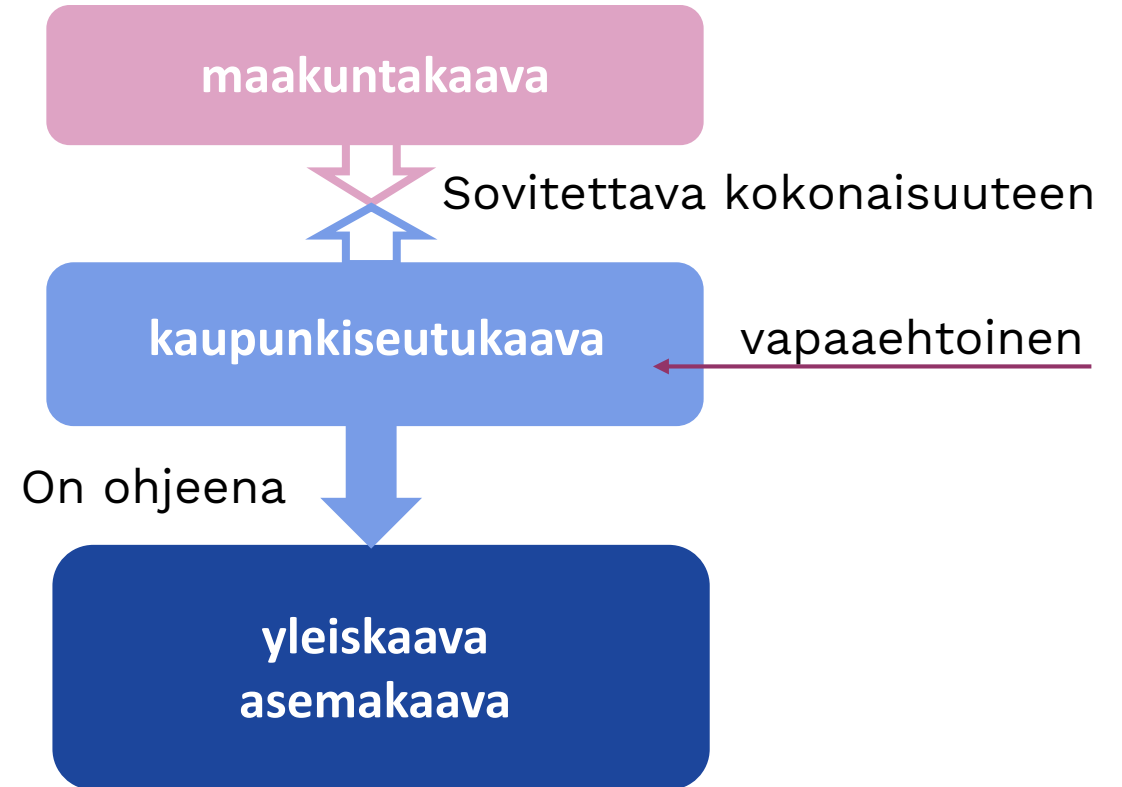 maakuntakaava
Sovitettava kokonaisuuteen
kaupunkiseutukaava
vapaaehtoinen
On ohjeena
yleiskaava
asemakaava